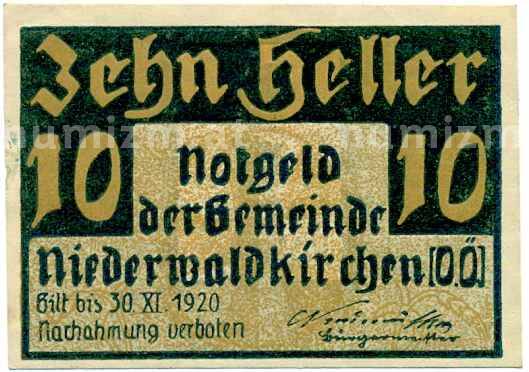 Zehn Heller
10 10
Notgeld
der Gemeinde
Niederwaldkirchen [O.Ö.]
Gilt bis 30. XI. 1920
Nachahmung verboten
Bürgermeister